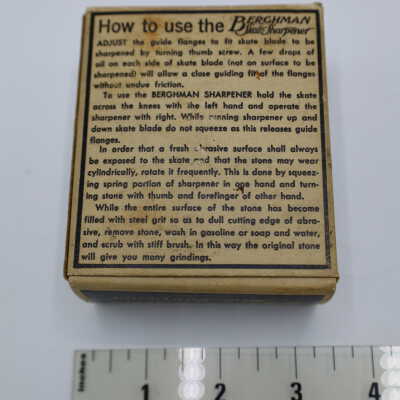 How to use the BERGHMAN
Skate Sharpener
ADJUST the guide flanges to fit skate blade to be
sharpened by turning thumb screw. A few drops of
oil on each side of skate blade (not on surface to be
sharpened) will allow a close guiding fit of the flanges
without undue friction.
To use the BERGHMAN SHARPENER hold the skate
across the knees with the left hand and operate the
sharpener with right. While running sharpener up and
down skate blade do not squeeze as this releases guide
flanges.
In order that a fresh abrasive surface shall always
be exposed to the skate and that the stone may wear
cylindrically, rotate it frequently. This is done by squeez-
ing spring portion of sharpener in one hand and turn-
ing stone with thumb and forefinger of other hand.
While the entire surface of the stone has become
filled with steel grit so as to dull cutting edge of abra-
sive, remove stone, wash in gasoline or soap and water,
and scrub with stiff brush. In this way the original stone
will give you many grindings.
inches
1 2 3 4